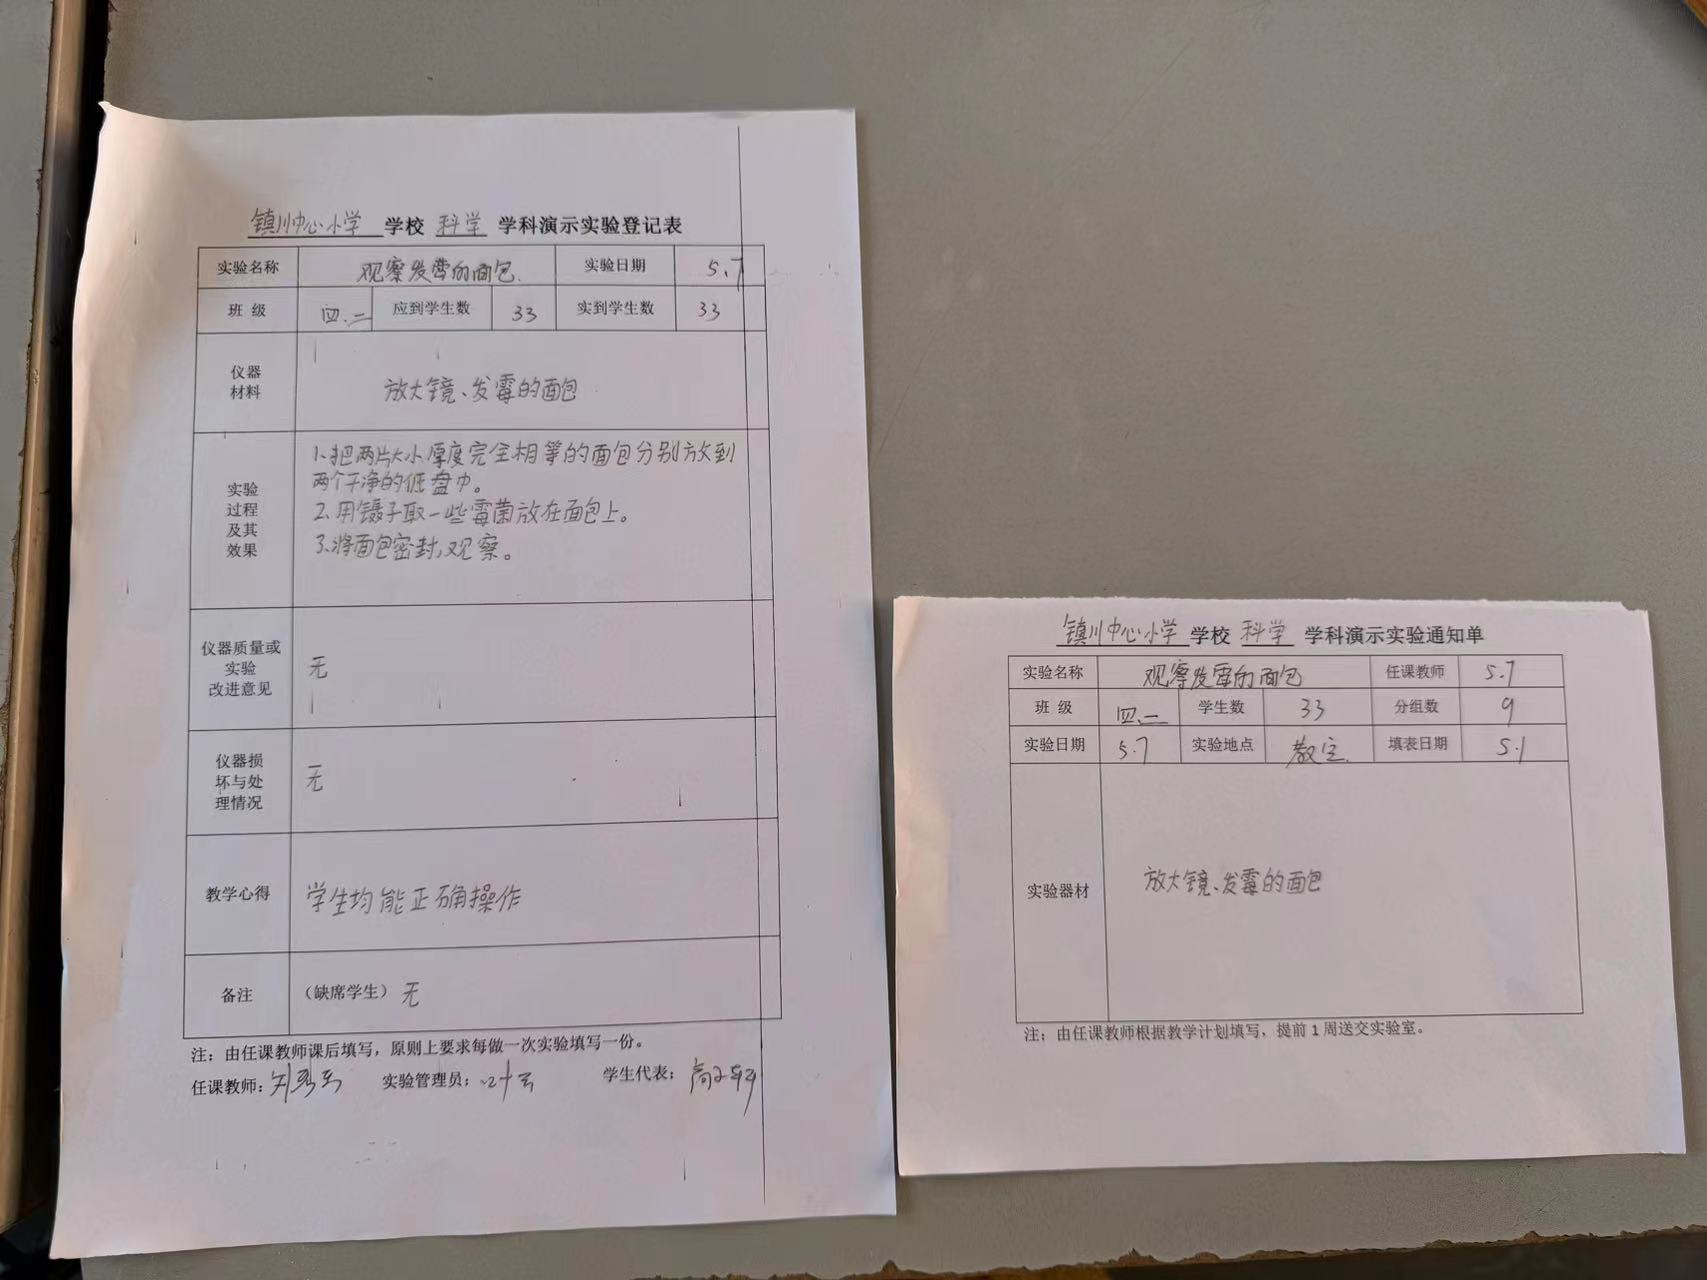 镇川中心小学 学校 科学 学科演示实验登记表
实验名称 观察发霉的面包. 实验日期 5.7
班 级 四.二 应到学生数 33 实到学生数 33
仪器
材料
放大镜、发霉的面包
实验
过程
及其
效果
1.把两片大小厚度完全相等的面包分别放到
两个干净的低盘巾。
2.用镊子取一些霉菌放在面包上。
3.将面包密封,观察。
仪器质量或
实验
改进意见
无
仪器损
坏与处
理情况
无
教学心得 学生均能正确操作
备注 (缺席学生) 无
注：由任课教师课后填写，原则上要求每做一次实验填写一份。
任课教师： 实验管理员： 学生代表：
镇川中心小学 学校 科学 学科演示实验通知单
实验名称 观察发霉的面包 任课教师 5.7
班 级 四.二 学生数 33 分组数 9
实验日期 5.7 实验地点 教室. 填表日期 5.1
实验器材 放大镜、发霉的面包
注：由任课教师根据教学计划填写，提前1周送交实验室。